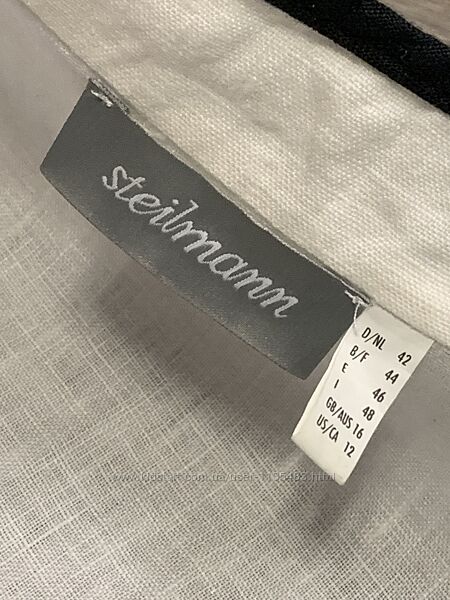 steilmann
D/NL 42
B/F 44
E 46
I 48
GB/AUS 16
US/CA 12